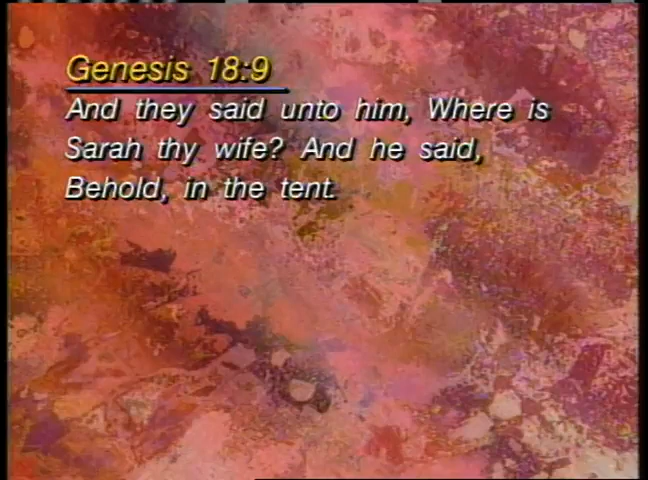 Genesis 18:9
And they said unto him, Where is
Sarah thy wife? And he said,
Behold, in the tent.